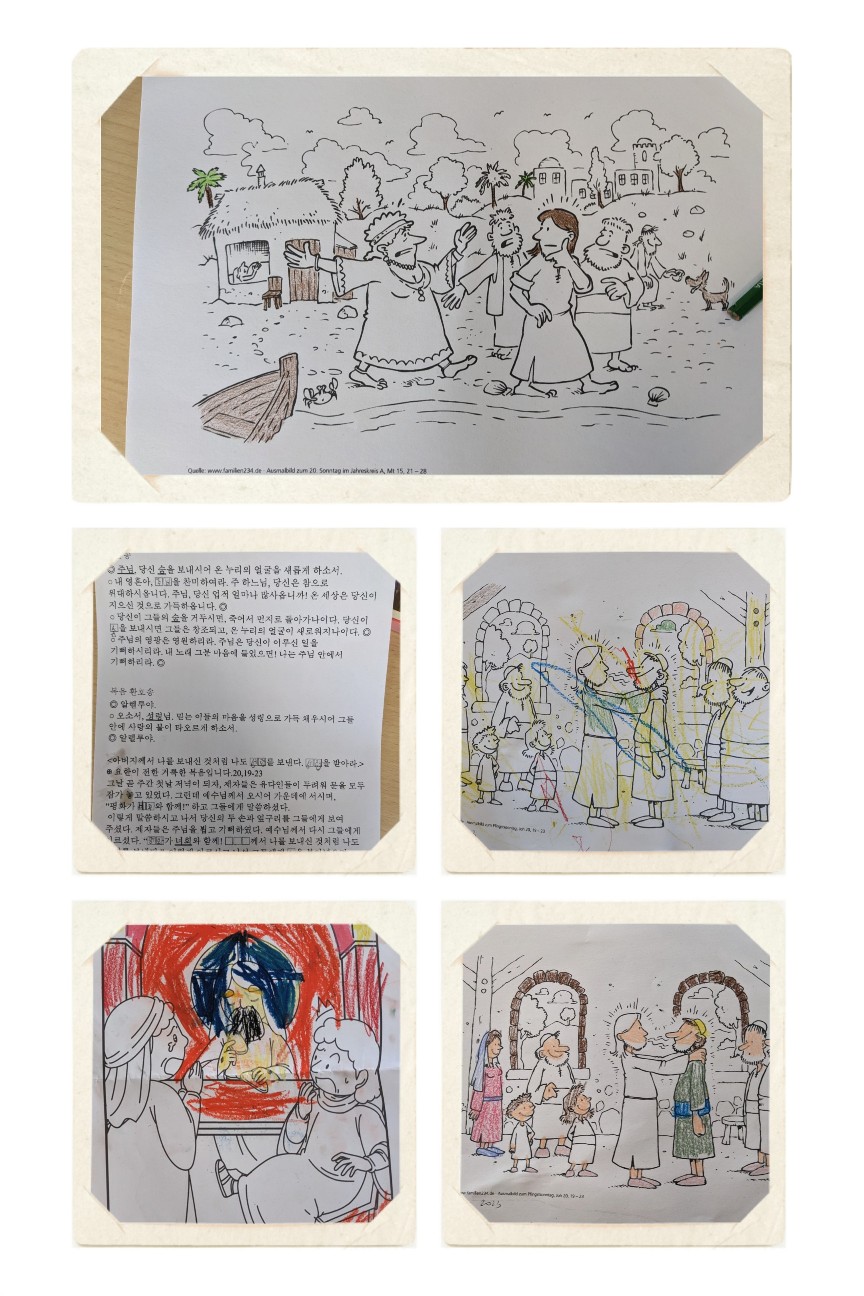 Quelle: www.familien234.de · Ausmalbild zum 20. Sonntag im Jahreskreis A, Mt 15, 21 – 28
◎ 주님, 당신 숨을 보내시어 온 누리의 얼굴을 새롭게 하소서.
○ 내 영혼아, 을 찬미하여라. 주 하느님, 당신은 참으로
위대하시옵니다. 주님, 당신 업적 얼마나 많사옵니까! 온 세상은 당신이
지으신 것으로 가득하옵니다. ◎
○ 당신이 그들의 숨을 거두시면, 죽어서 먼지로 돌아가나이다. 당신이
을 보내시면 그들은 창조되고, 온 누리의 얼굴이 새로워지나이다. ◎
○ 주님의 영광은 영원하리라. 주님은 당신이 이루신 일을
기뻐하시리라. 내 노래 그분 마음에 들었으면! 나는 주님 안에서
기뻐하리라. ◎
복음 환호송
◎ 알렐루야.
○ 오소서, 성령님. 믿는 이들의 마음을 성령으로 가득 채우시어 그들
안에 사랑의 불이 타오르게 하소서.
◎ 알렐루야.
<아버지께서 나를 보내신 것처럼 나도 를 보낸다. 을 받아라.>
⊕ 요한이 전한 거룩한 복음입니다. 20,19-23
그날 곧 주간 첫날 저녁이 되자, 제자들은 유다인들이 두려워 문을 모두
잠가 놓고 있었다. 그런데 예수님께서 오시어 가운데에 서시며,
“평화가 와 함께!” 하고 그들에게 말씀하셨다.
이렇게 말씀하시고 나서 당신의 두 손과 옆구리를 그들에게 보여
주셨다. 제자들은 주님을 뵙고 기뻐하였다. 예수님께서 다시 그들에게
이르셨다. “가 너희와 함께! □□□께서 나를 보내신 것처럼 나도
Ausmalbild zum Pfingstsonntag, Joh 20, 19 – 23
Ausmalbild zum Pfingstsonntag, Joh 20, 19 – 23
2023